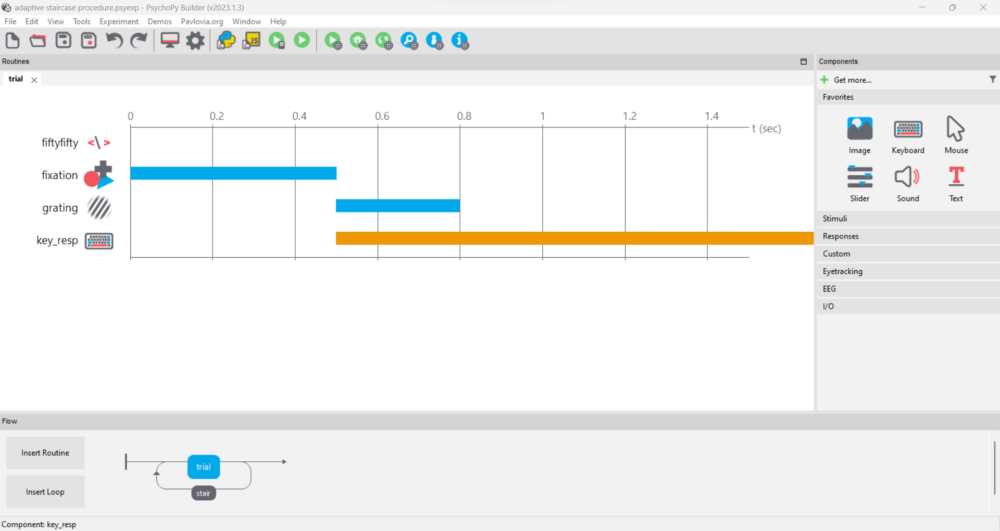 adaptive staircase procedure.psyexp - PsychoPy Builder (v2023.1.3)
File Edit View Tools Experiment Demos Pavlovia.org Window Help
JS
Routines
trial
0 0.2 0.4 0.6 0.8 1 1.2 1.4
t (sec)
fiftyfifty
fixation
grating
key_resp
Components
Get more...
Favorites
Image Keyboard Mouse
Slider Sound Text
Stimuli
Responses
Custom
Eyetracking
EEG
I/O
Flow
Insert Routine
Insert Loop
trial
stair
Component: key_resp